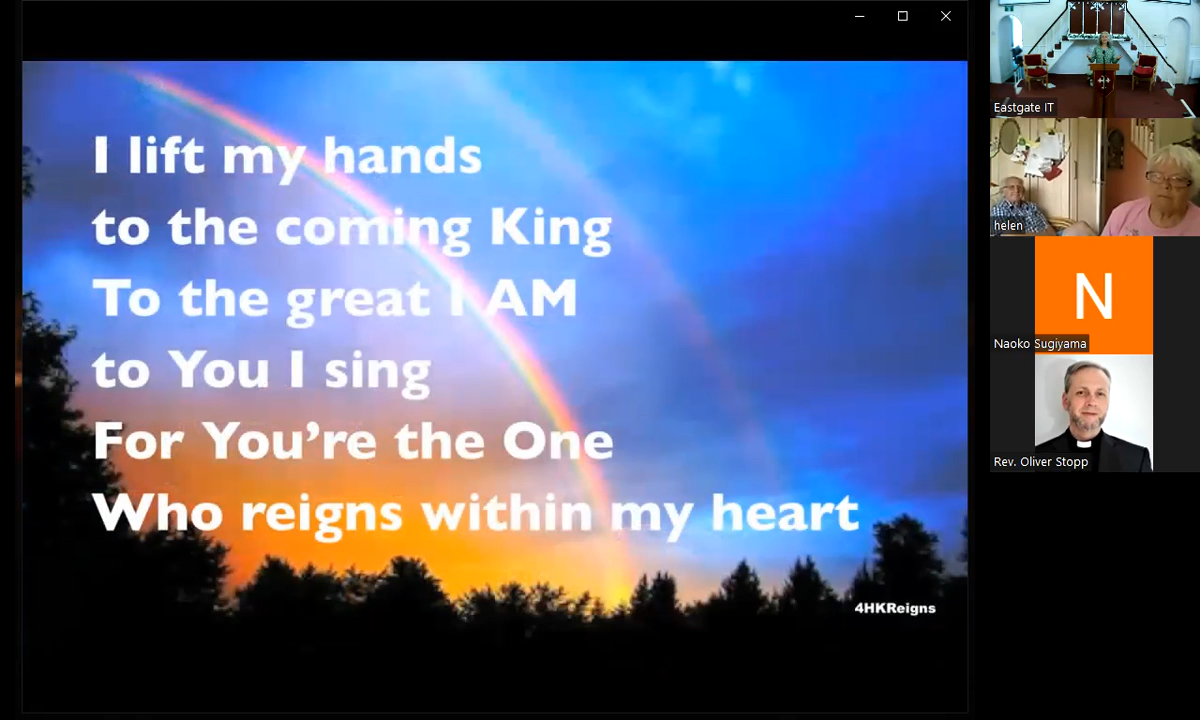 I lift my hands
to the coming King
To the great I AM
to You I sing
For You're the One
Who reigns within my heart
4HKReigns
Eastgate IT
helen
N
Naoko Sugiyama
Rev. Oliver Stopp